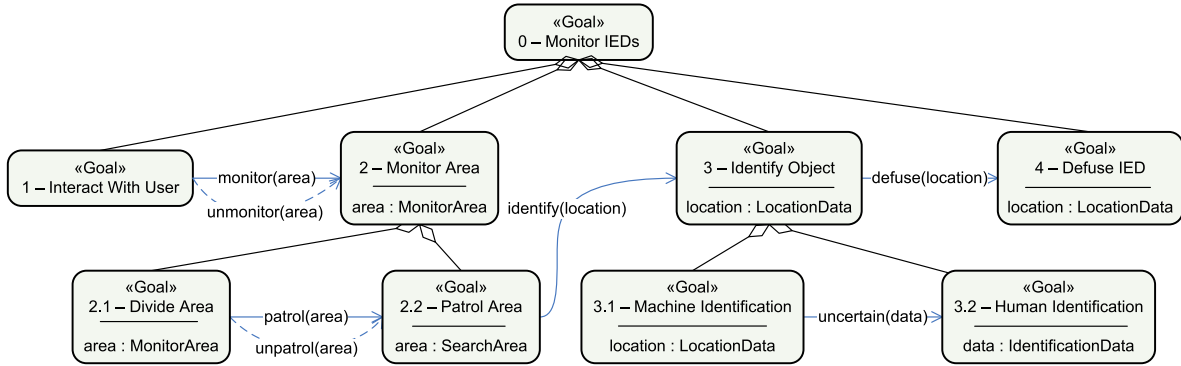 «Goal»
0 – Monitor IEDs
«Goal»
1 – Interact With User
monitor(area)
unmonitor(area)
«Goal»
2 – Monitor Area
area : MonitorArea
identify(location)
«Goal»
3 – Identify Object
location : LocationData
defuse(location)
«Goal»
4 – Defuse IED
location : LocationData
«Goal»
2.1 – Divide Area
area : MonitorArea
patrol(area)
unpatrol(area)
«Goal»
2.2 – Patrol Area
area : SearchArea
«Goal»
3.1 – Machine Identification
location : LocationData
uncertain(data)
«Goal»
3.2 – Human Identification
data : IdentificationData